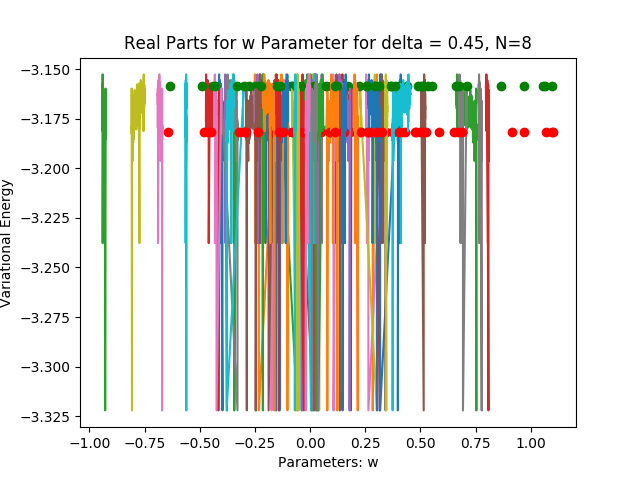 Real Parts for w Parameter for delta = 0.45, N=8
Variational Energy
−3.150
−3.175
−3.200
−3.225
−3.250
−3.275
−3.300
−3.325
−1.00 −0.75 −0.50 −0.25 0.00 0.25 0.50 0.75 1.00
Parameters: w